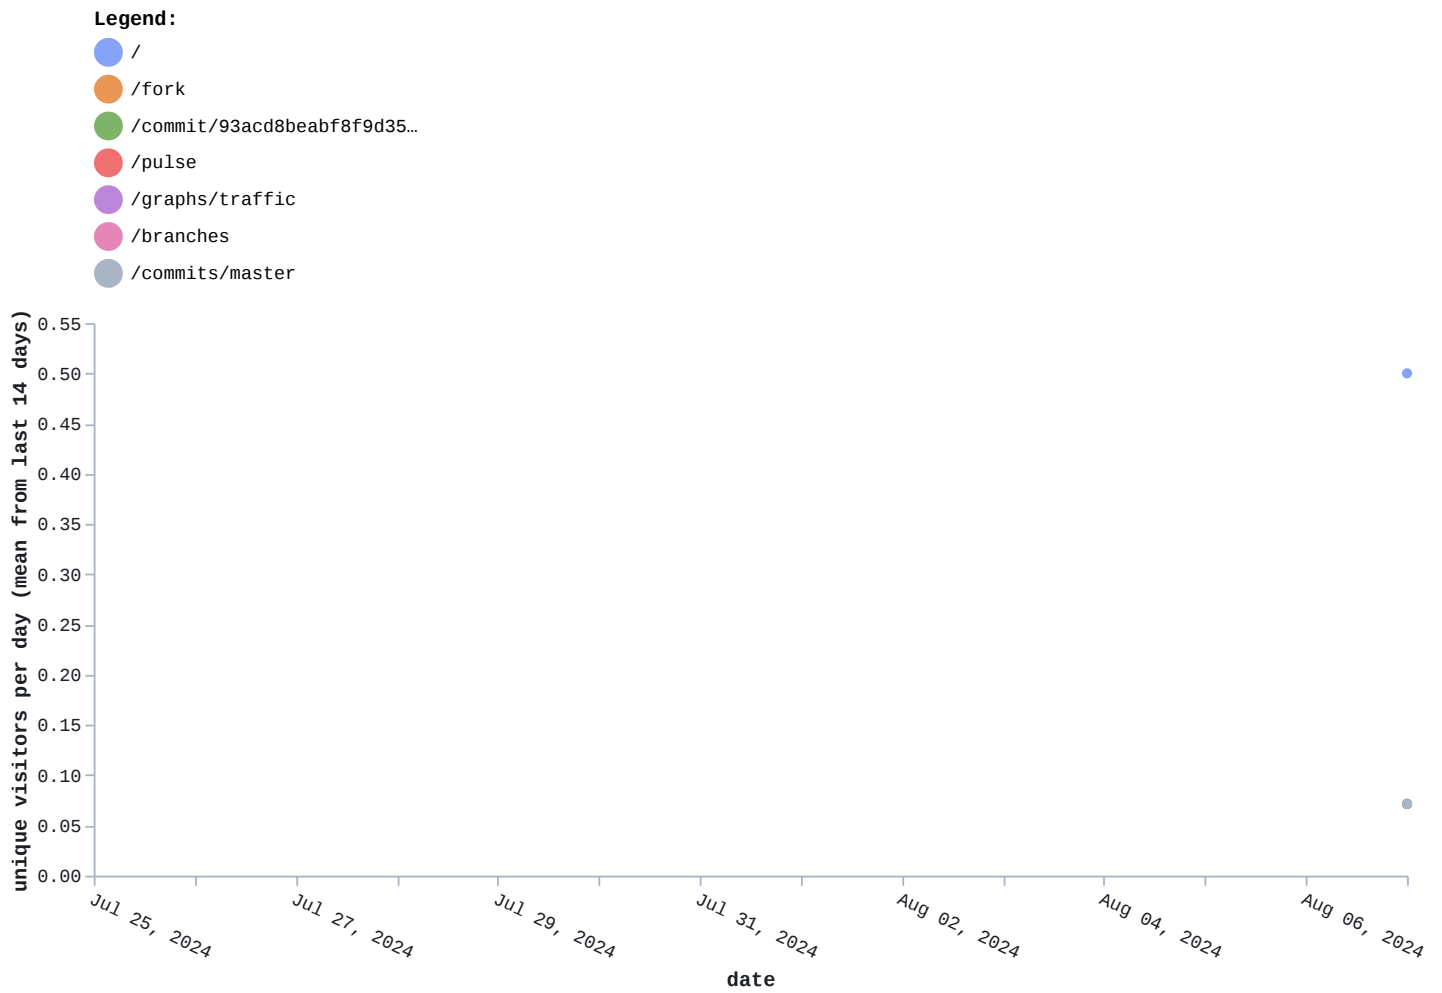 Legend:
/
/fork
/commit/93acd8beabf8f9d35…
/pulse
/graphs/traffic
/branches
/commits/master
unique visitors per day (mean from last 14 days)
0.55
0.50
0.45
0.40
0.35
0.30
0.25
0.20
0.15
0.10
0.05
0.00
Jul 25, 2024
Jul 27, 2024
Jul 29, 2024
Jul 31, 2024
Aug 02, 2024
Aug 04, 2024
Aug 06, 2024
date